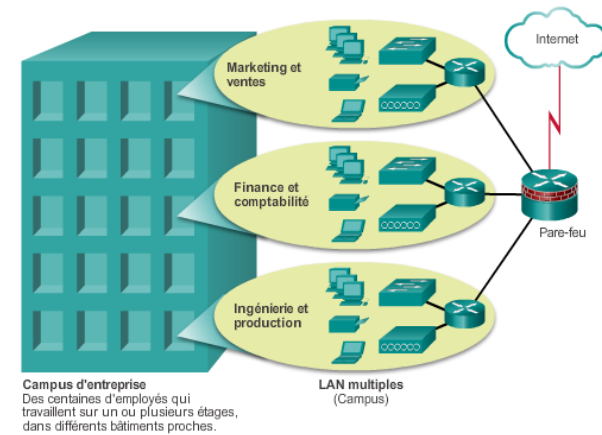 Marketing et
ventes
Internet
Finance et
comptabilité
Pare-feu
Ingénierie et
production
Campus d'entreprise
Des centaines d'employés qui
travaillent sur un ou plusieurs étages,
dans différents bâtiments proches.
LAN multiples
(Campus)